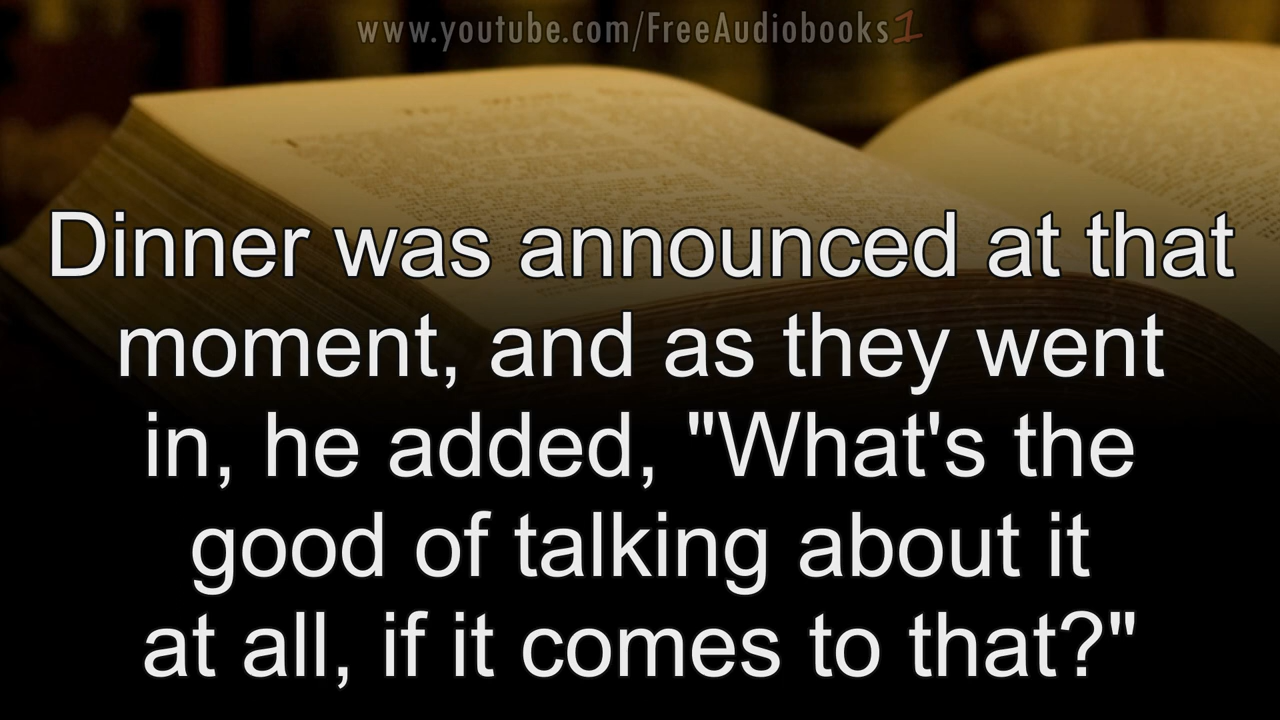 www.youtube.com/FreeAudiobooks1
Dinner was announced at that
moment, and as they went
in, he added, "What's the
good of talking about it
at all, if it comes to that?"